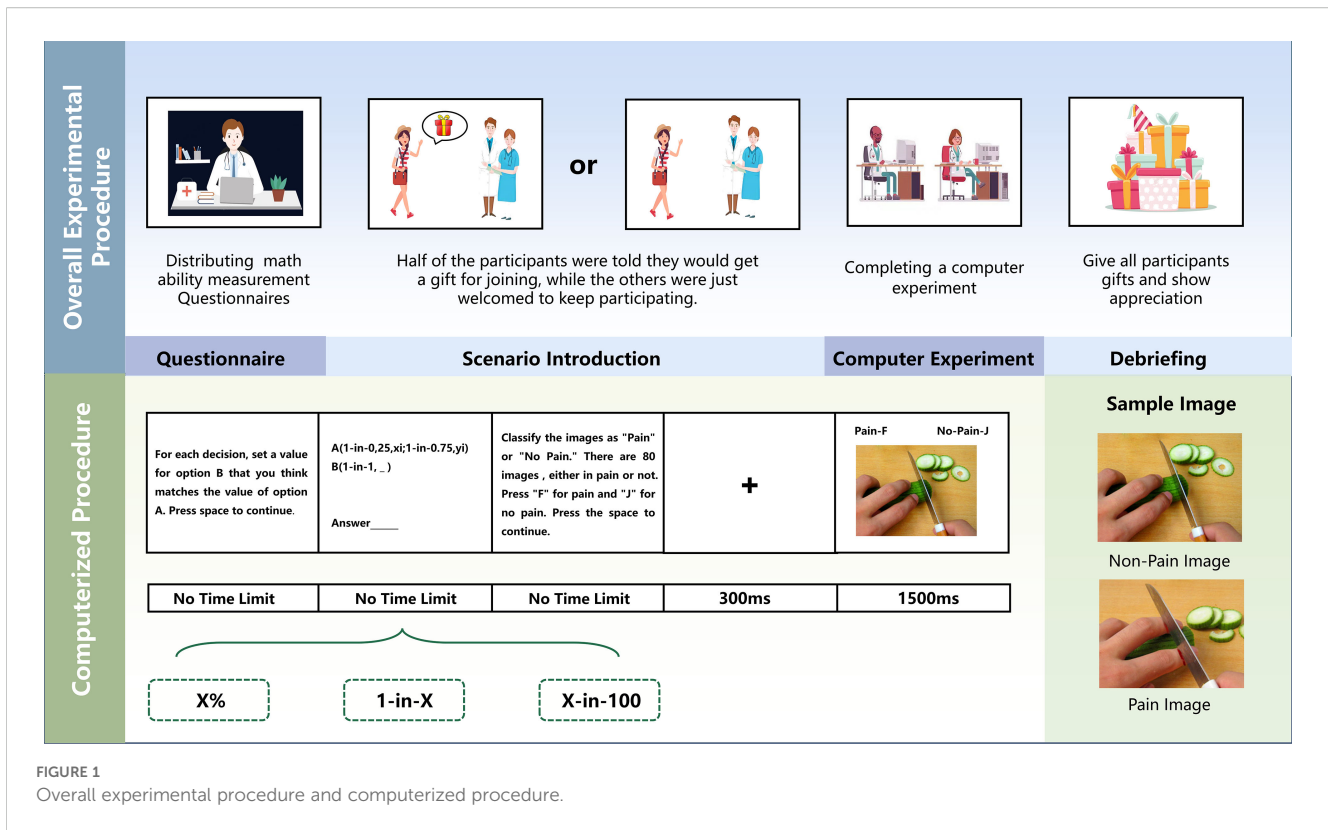 Overall Experimental
Procedure
Distributing math
ability measurement
Questionnaires
or
Half of the participants were told they would get
a gift for joining, while the others were just
welcomed to keep participating.
Completing a computer
experiment
Give all participants
gifts and show
appreciation
Questionnaire
Scenario Introduction
Computer Experiment
Debriefing
Computerized Procedure
For each decision, set a value
for option B that you think
matches the value of option
A. Press space to continue.
A(1-in-0,25,xi;1-in-0.75,yi)
B(1-in-1, _ )
Answer_____
Classify the images as "Pain"
or "No Pain." There are 80
images , either in pain or not.
Press "F" for pain and "J" for
no pain. Press the space to
continue.
+
Pain-F No-Pain-J
No Time Limit
No Time Limit
No Time Limit
300ms
1500ms
X%
1-in-X
X-in-100
Sample Image
Non-Pain Image
Pain Image
FIGURE 1
Overall experimental procedure and computerized procedure.